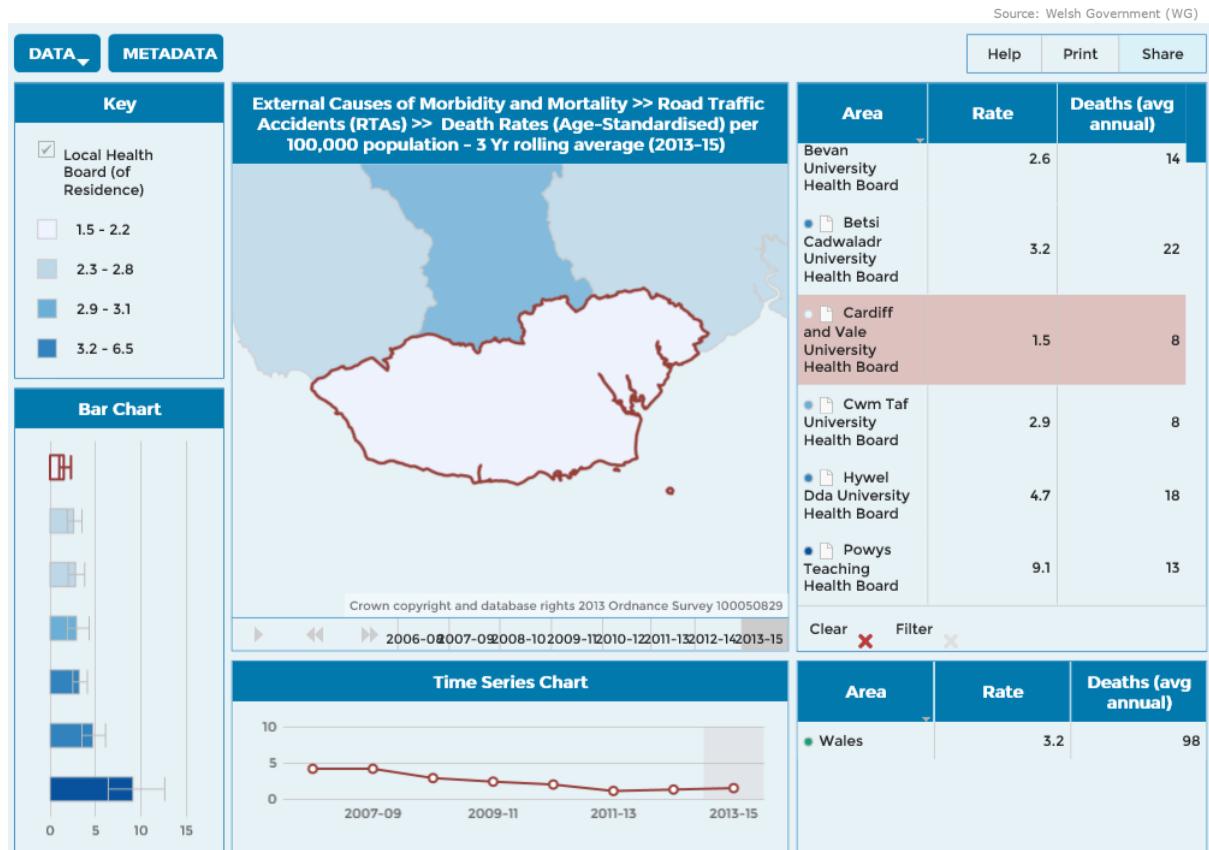 Source: Welsh Government (WG)
DATA
METADATA
Help
Print
Share
Key
Local Health
Board (of
Residence)
1.5 - 2.2
2.3 - 2.8
2.9 - 3.1
3.2 - 6.5
Bar Chart
0 5 10 15
External Causes of Morbidity and Mortality >> Road Traffic
Accidents (RTAs) >> Death Rates (Age-Standardised) per
100,000 population - 3 Yr rolling average (2013-15)
Crown copyright and database rights 2013 Ordnance Survey 100050829
2006-08 2007-09 2008-10 2009-11 2010-12 2011-13 2012-14 2013-15
Time Series Chart
10
5
0
2007-09 2009-11 2011-13 2013-15
Area Rate Deaths (avg
annual)
Bevan
University
Health Board
2.6 14
Betsi
Cadwaladr
University
Health Board
3.2 22
Cardiff
and Vale
University
Health Board
1.5 8
Cwm Taf
University
Health Board
2.9 8
Hywel
Dda University
Health Board
4.7 18
Powys
Teaching
Health Board
9.1 13
Clear Filter
Area Rate Deaths (avg
annual)
Wales 3.2 98